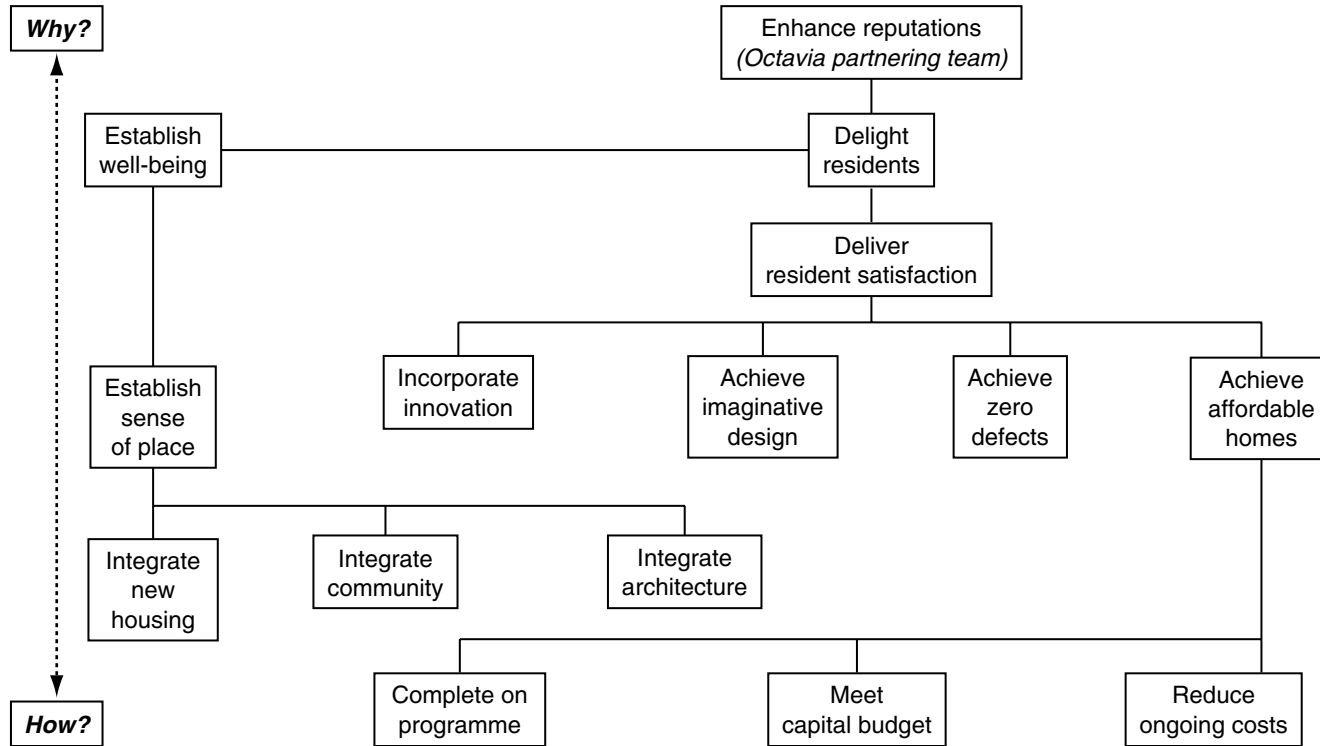 Why?
Enhance reputations
(Octavia partnering team)
Establish
well-being
Delight
residents
Deliver
resident satisfaction
Establish
sense
of place
Incorporate
innovation
Achieve
imaginative
design
Achieve
zero
defects
Achieve
affordable
homes
Integrate
new
housing
Integrate
community
Integrate
architecture
How?
Complete on
programme
Meet
capital budget
Reduce
ongoing costs